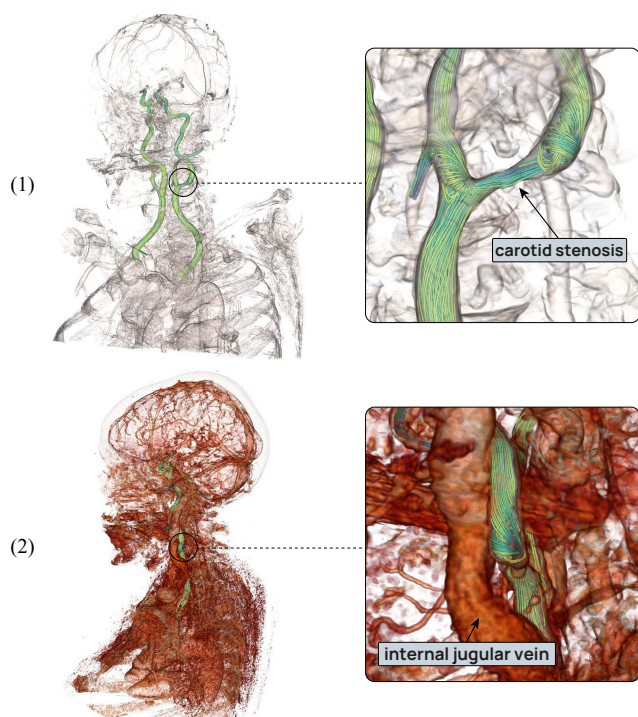 (1)
carotid stenosis
(2)
internal jugular vein